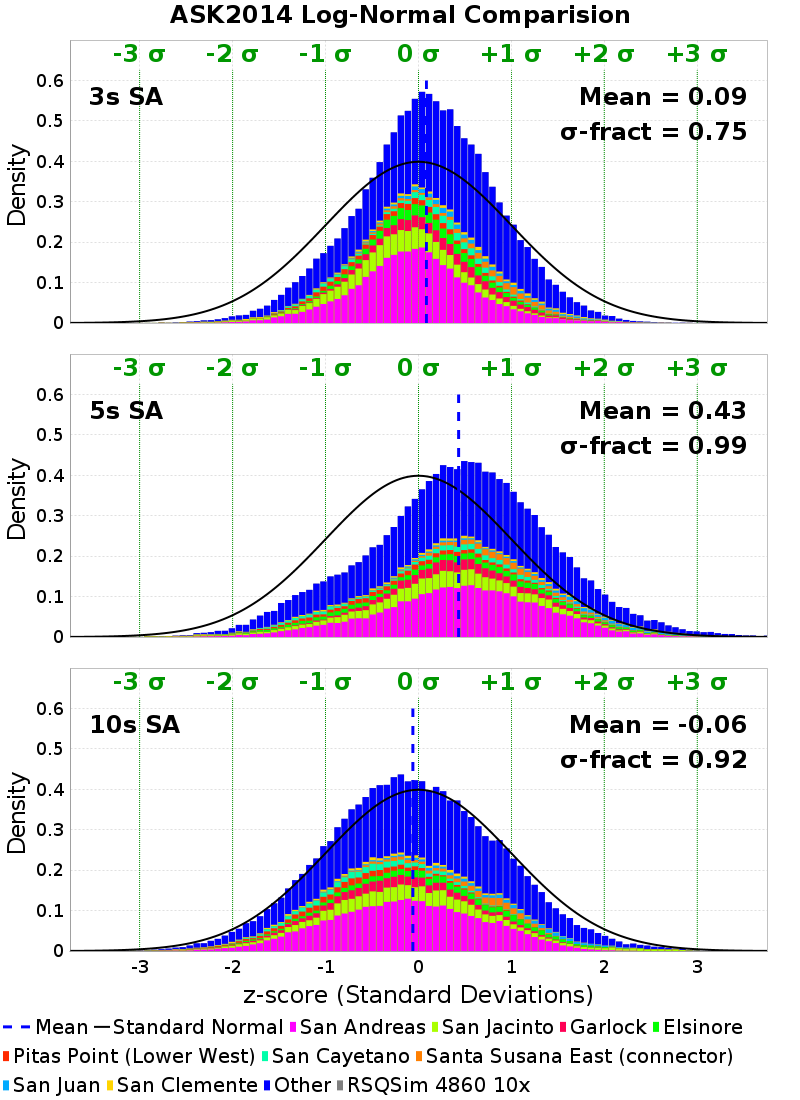 ASK2014 Log-Normal Comparision
-3 σ -2 σ -1 σ 0 σ +1 σ +2 σ +3 σ
3s SA
Mean = 0.09
σ-fract = 0.75
Density
0.6
0.5
0.4
0.3
0.2
0.1
0
-3 σ -2 σ -1 σ 0 σ +1 σ +2 σ +3 σ
5s SA
Mean = 0.43
σ-fract = 0.99
Density
0.6
0.5
0.4
0.3
0.2
0.1
0
-3 σ -2 σ -1 σ 0 σ +1 σ +2 σ +3 σ
10s SA
Mean = -0.06
σ-fract = 0.92
Density
0.6
0.5
0.4
0.3
0.2
0.1
0
-3 -2 -1 0 1 2 3
z-score (Standard Deviations)
Mean Standard Normal San Andreas San Jacinto Garlock Elsinore
Pitas Point (Lower West) San Cayetano Santa Susana East (connector)
San Juan San Clemente Other RSQSim 4860 10x